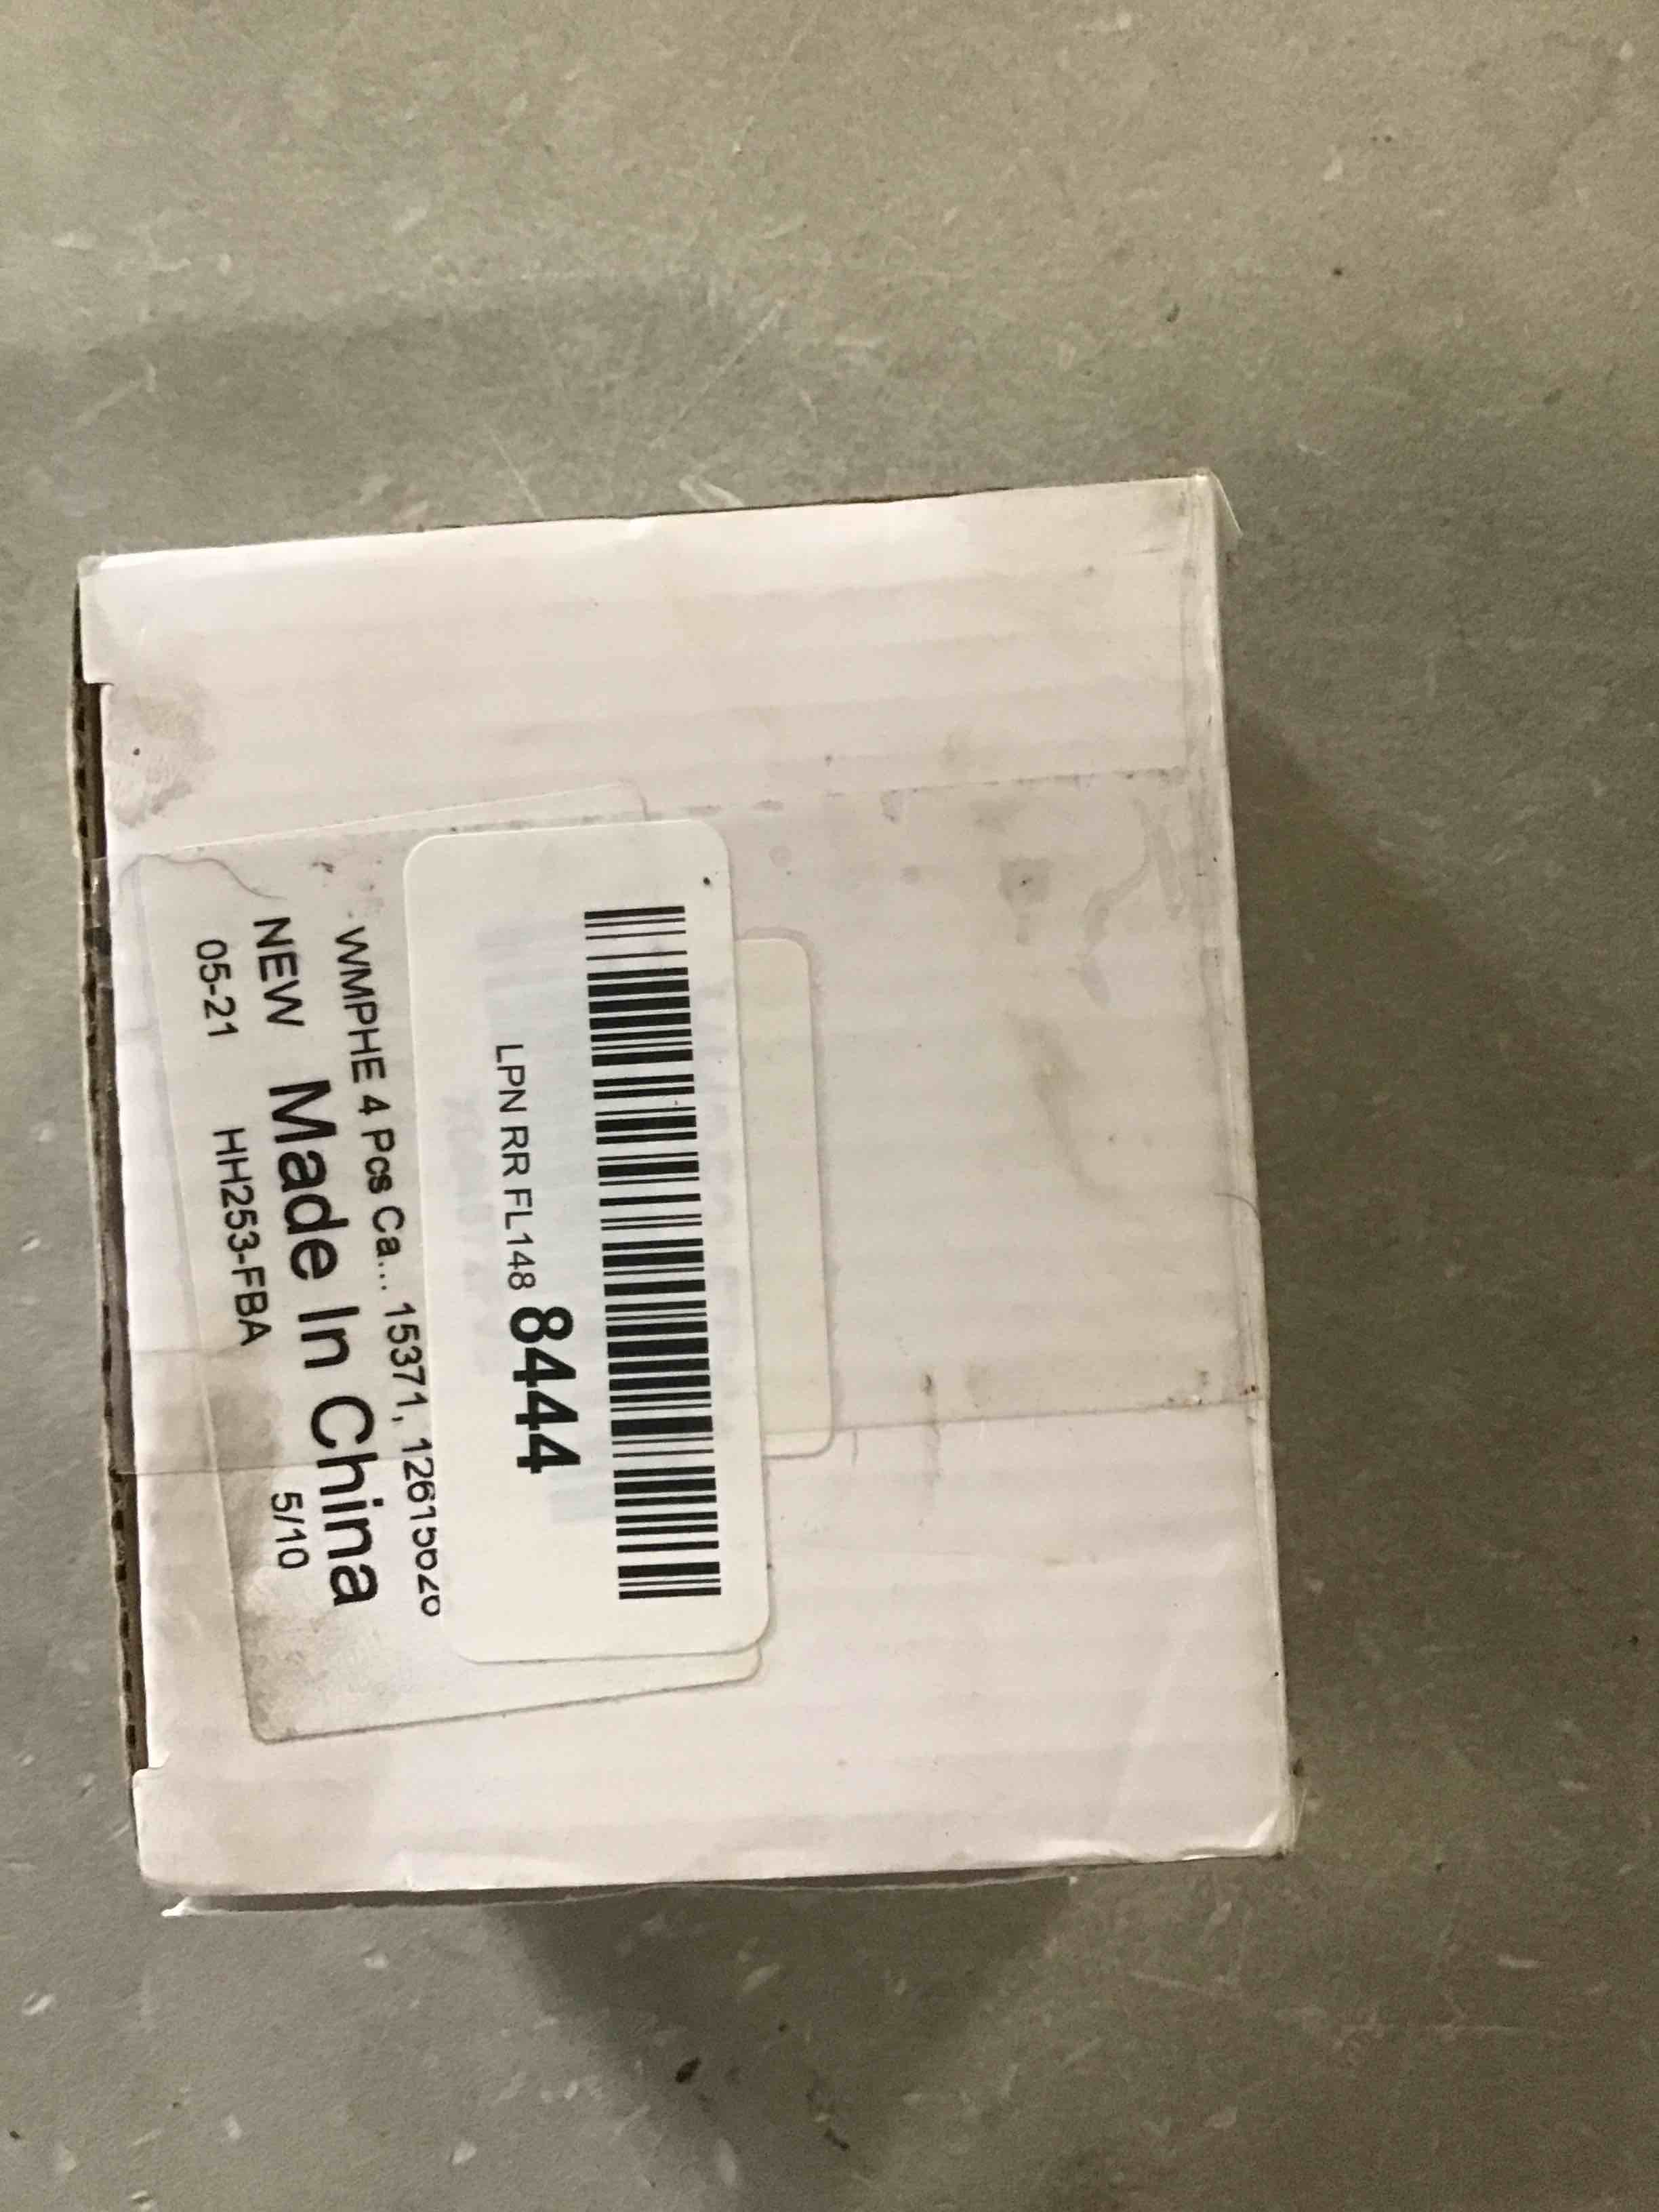 LPN RR FL148 8444
WMPHE 4 Pcs Ca... 15371, 12615626
NEW Made In China
05-21 HH253-FBA 5/10